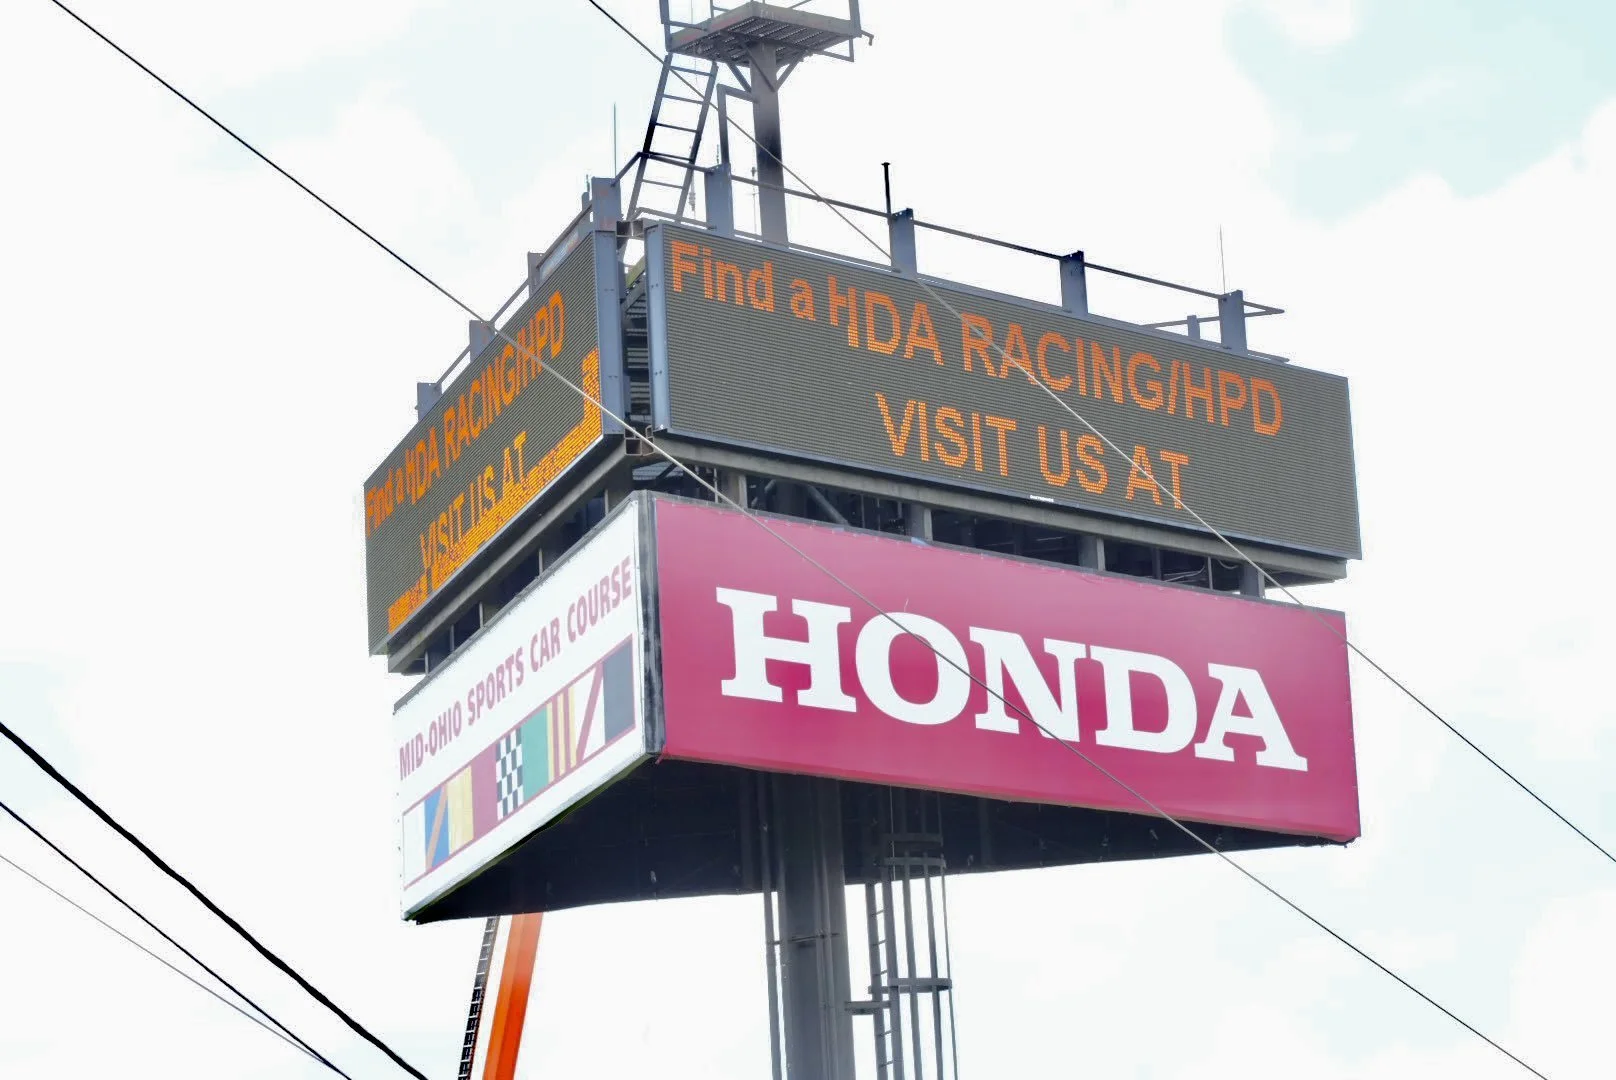 Find a HDA RACING/HPD
VISIT US AT
Find a HDA RACING/HPD
VISIT US AT
MID-OHIO SPORTS CAR COURSE
HONDA